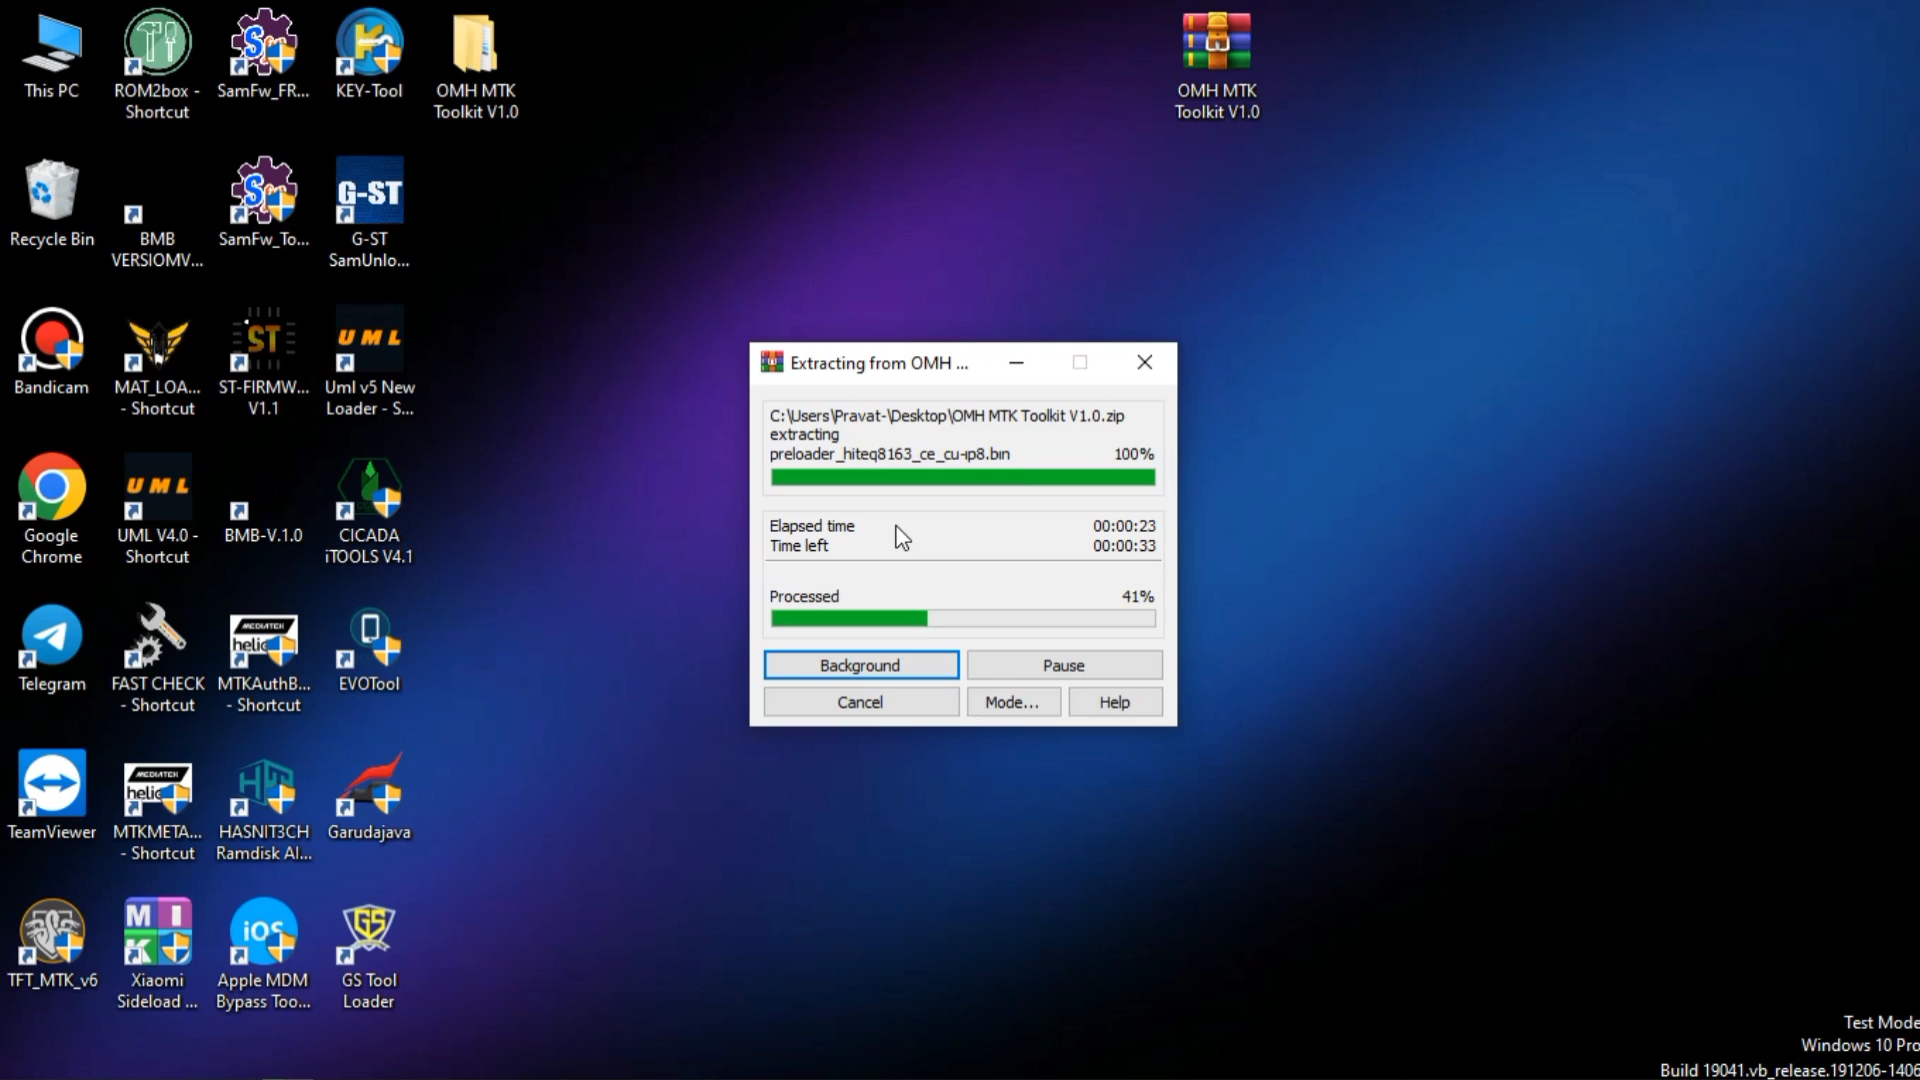 This PC
ROM2box -
Shortcut
SamFw_FR...
KEY-Tool
OMH MTK
Toolkit V1.0
OMH MTK
Toolkit V1.0
Recycle Bin
BMB
VERSIOMV...
SamFw_To...
G-ST
G-ST
SamUnlo...
Bandicam
MAT_LOA...
- Shortcut
ST
ST-FIRMW...
V1.1
UML
Uml v5 New
Loader - S...
Google
Chrome
UML
UML V4.0 -
Shortcut
BMB-V.1.0
CICADA
iTOOLS V4.1
Telegram
FAST CHECK
- Shortcut
MEDIATEK
helio
MTKAuthB...
- Shortcut
EVOTool
TeamViewer
MEDIATEK
helio
MTKMETA...
- Shortcut
HASNIT3CH
Ramdisk Al...
Garudajava
TFT_MTK_v6
M I
K
Xiaomi
Sideload ...
iOS
Apple MDM
Bypass Too...
GS
GS Tool
Loader
Extracting from OMH ...
C:\Users\Pravat-\Desktop\OMH MTK Toolkit V1.0.zip
extracting
preloader_hiteq8163_ce_cu-ip8.bin 100%
Elapsed time 00:00:23
Time left 00:00:33
Processed 41%
Background
Pause
Cancel
Mode...
Help
Test Mode
Windows 10 Pro
Build 19041.vb_release.191206-1406